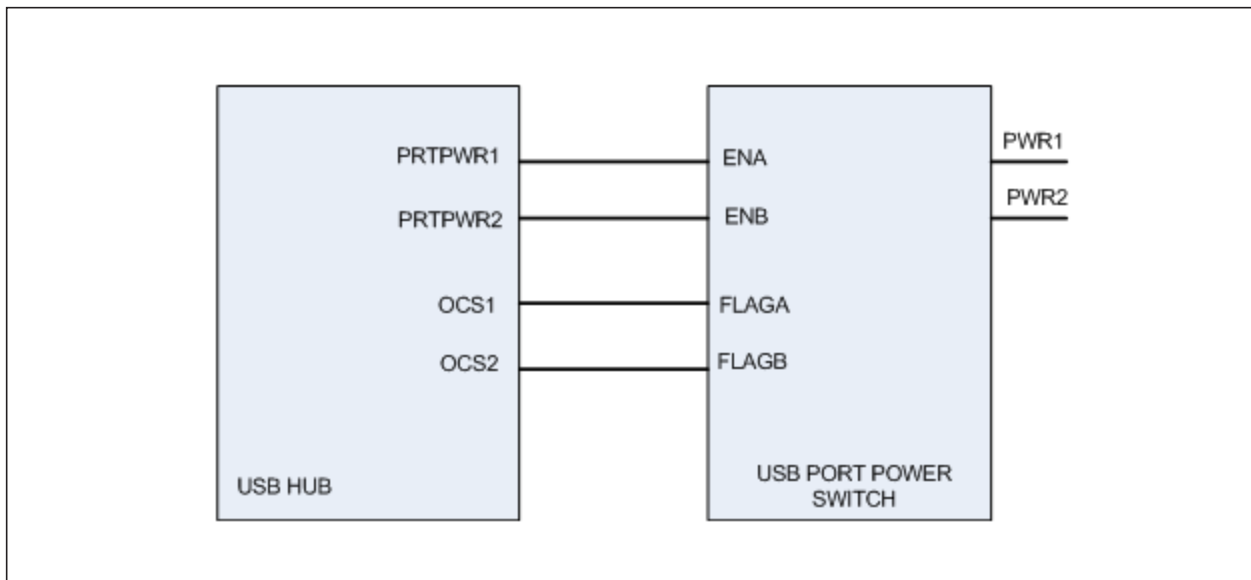 PRTPWR1
PRTPWR2
OCS1
OCS2
USB HUB
ENA
ENB
FLAGA
FLAGB
USB PORT POWER
SWITCH
PWR1
PWR2